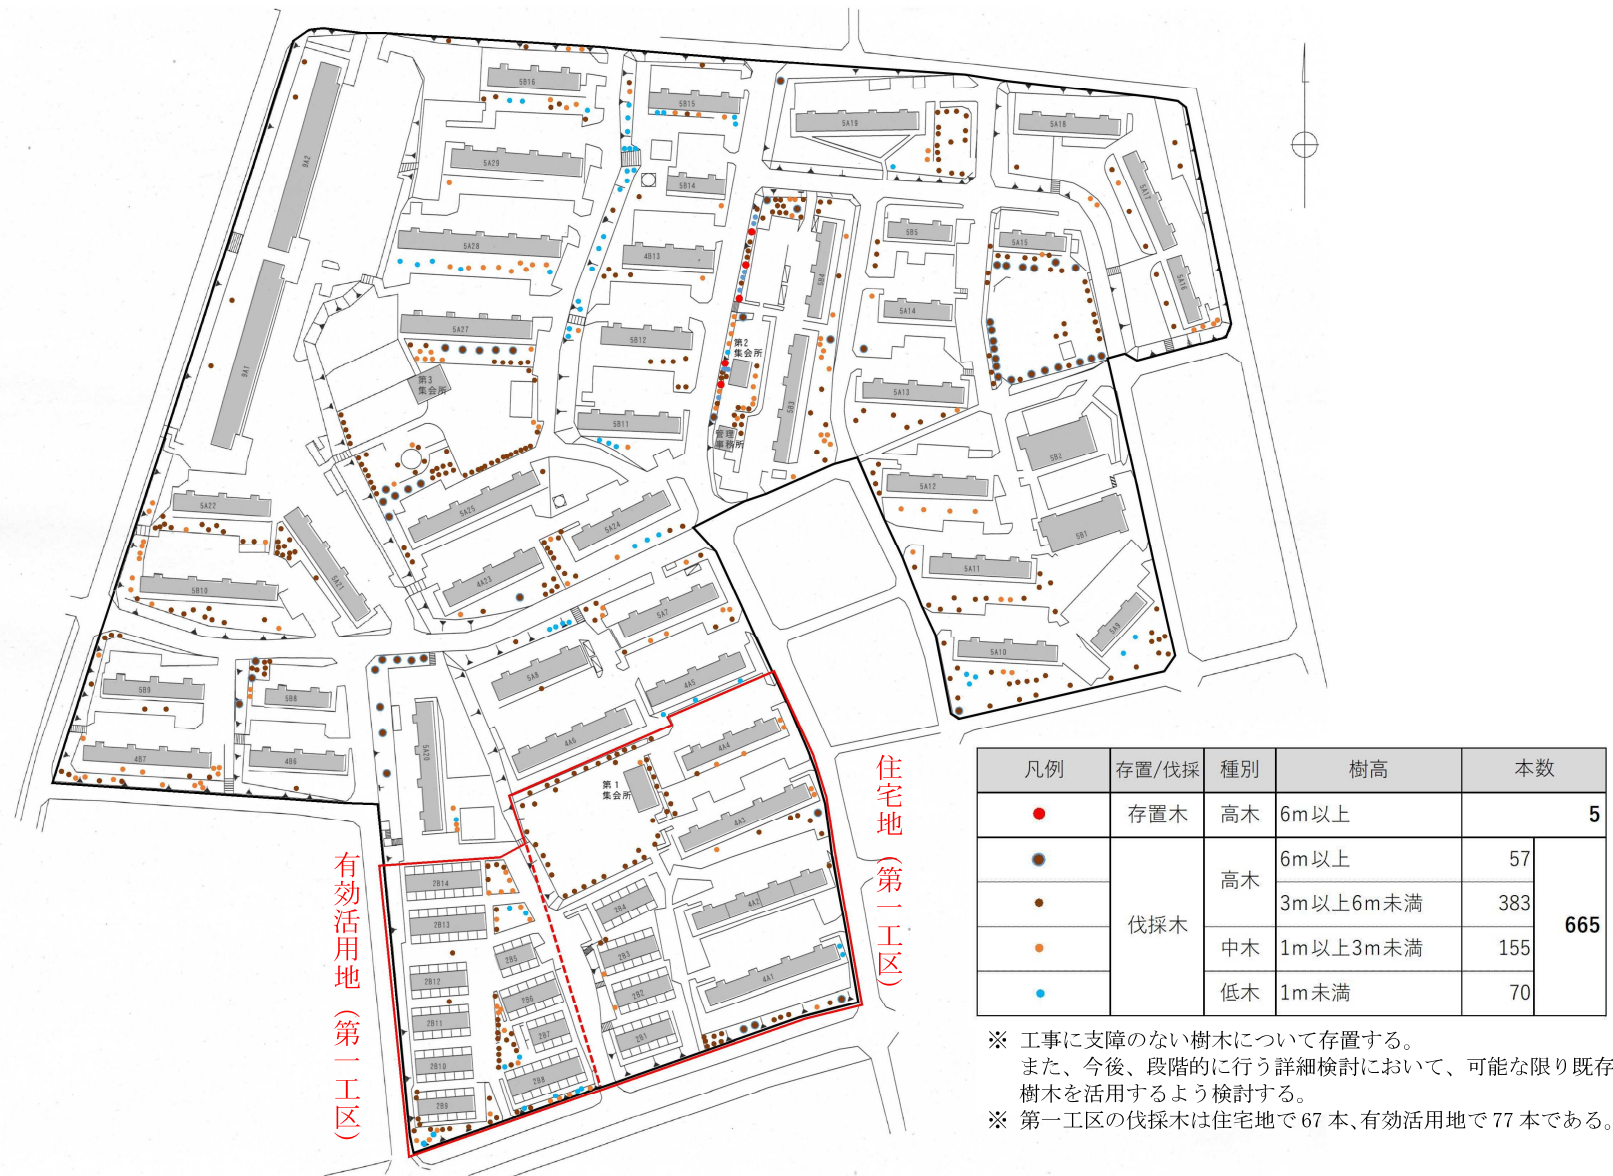 5B16
5B15
5A19
5A18
9A2
5A29
5B14
5A17
5A28
4B13
5B4
5B5
5A15
5A16
5A27
5B12
第2
集会所
5A14
9A1
第3
集会所
5B3
5A13
5B11
管理
事務所
5B2
5A22
5A25
5A24
5A12
5B1
5A21
5B10
4A23
5A7
5A11
5A9
5A10
5B9
5B8
5A8
4A5
4B7
4B6
5A20
4A6
4A4
第1
集会所
4A3
住宅地(第一工区)
有効活用地(第一工区)
2B14
2B13
2B4
4A2
2B5
2B3
2B12
2B6
2B2
4A1
2B11
2B7
2B1
2B10
2B8
2B9
凡例 存置/伐採 種別 樹高 本数
存置木 高木 6m以上 5
伐採木 高木 6m以上 57 665
3m以上6m未満 383
中木 1m以上3m未満 155
低木 1m未満 70
※ 工事に支障のない樹木について存置する。
また、今後、段階的に行う詳細検討において、可能な限り既存
樹木を活用するよう検討する。
※ 第一工区の伐採木は住宅地で67本、有効活用地で77本である。